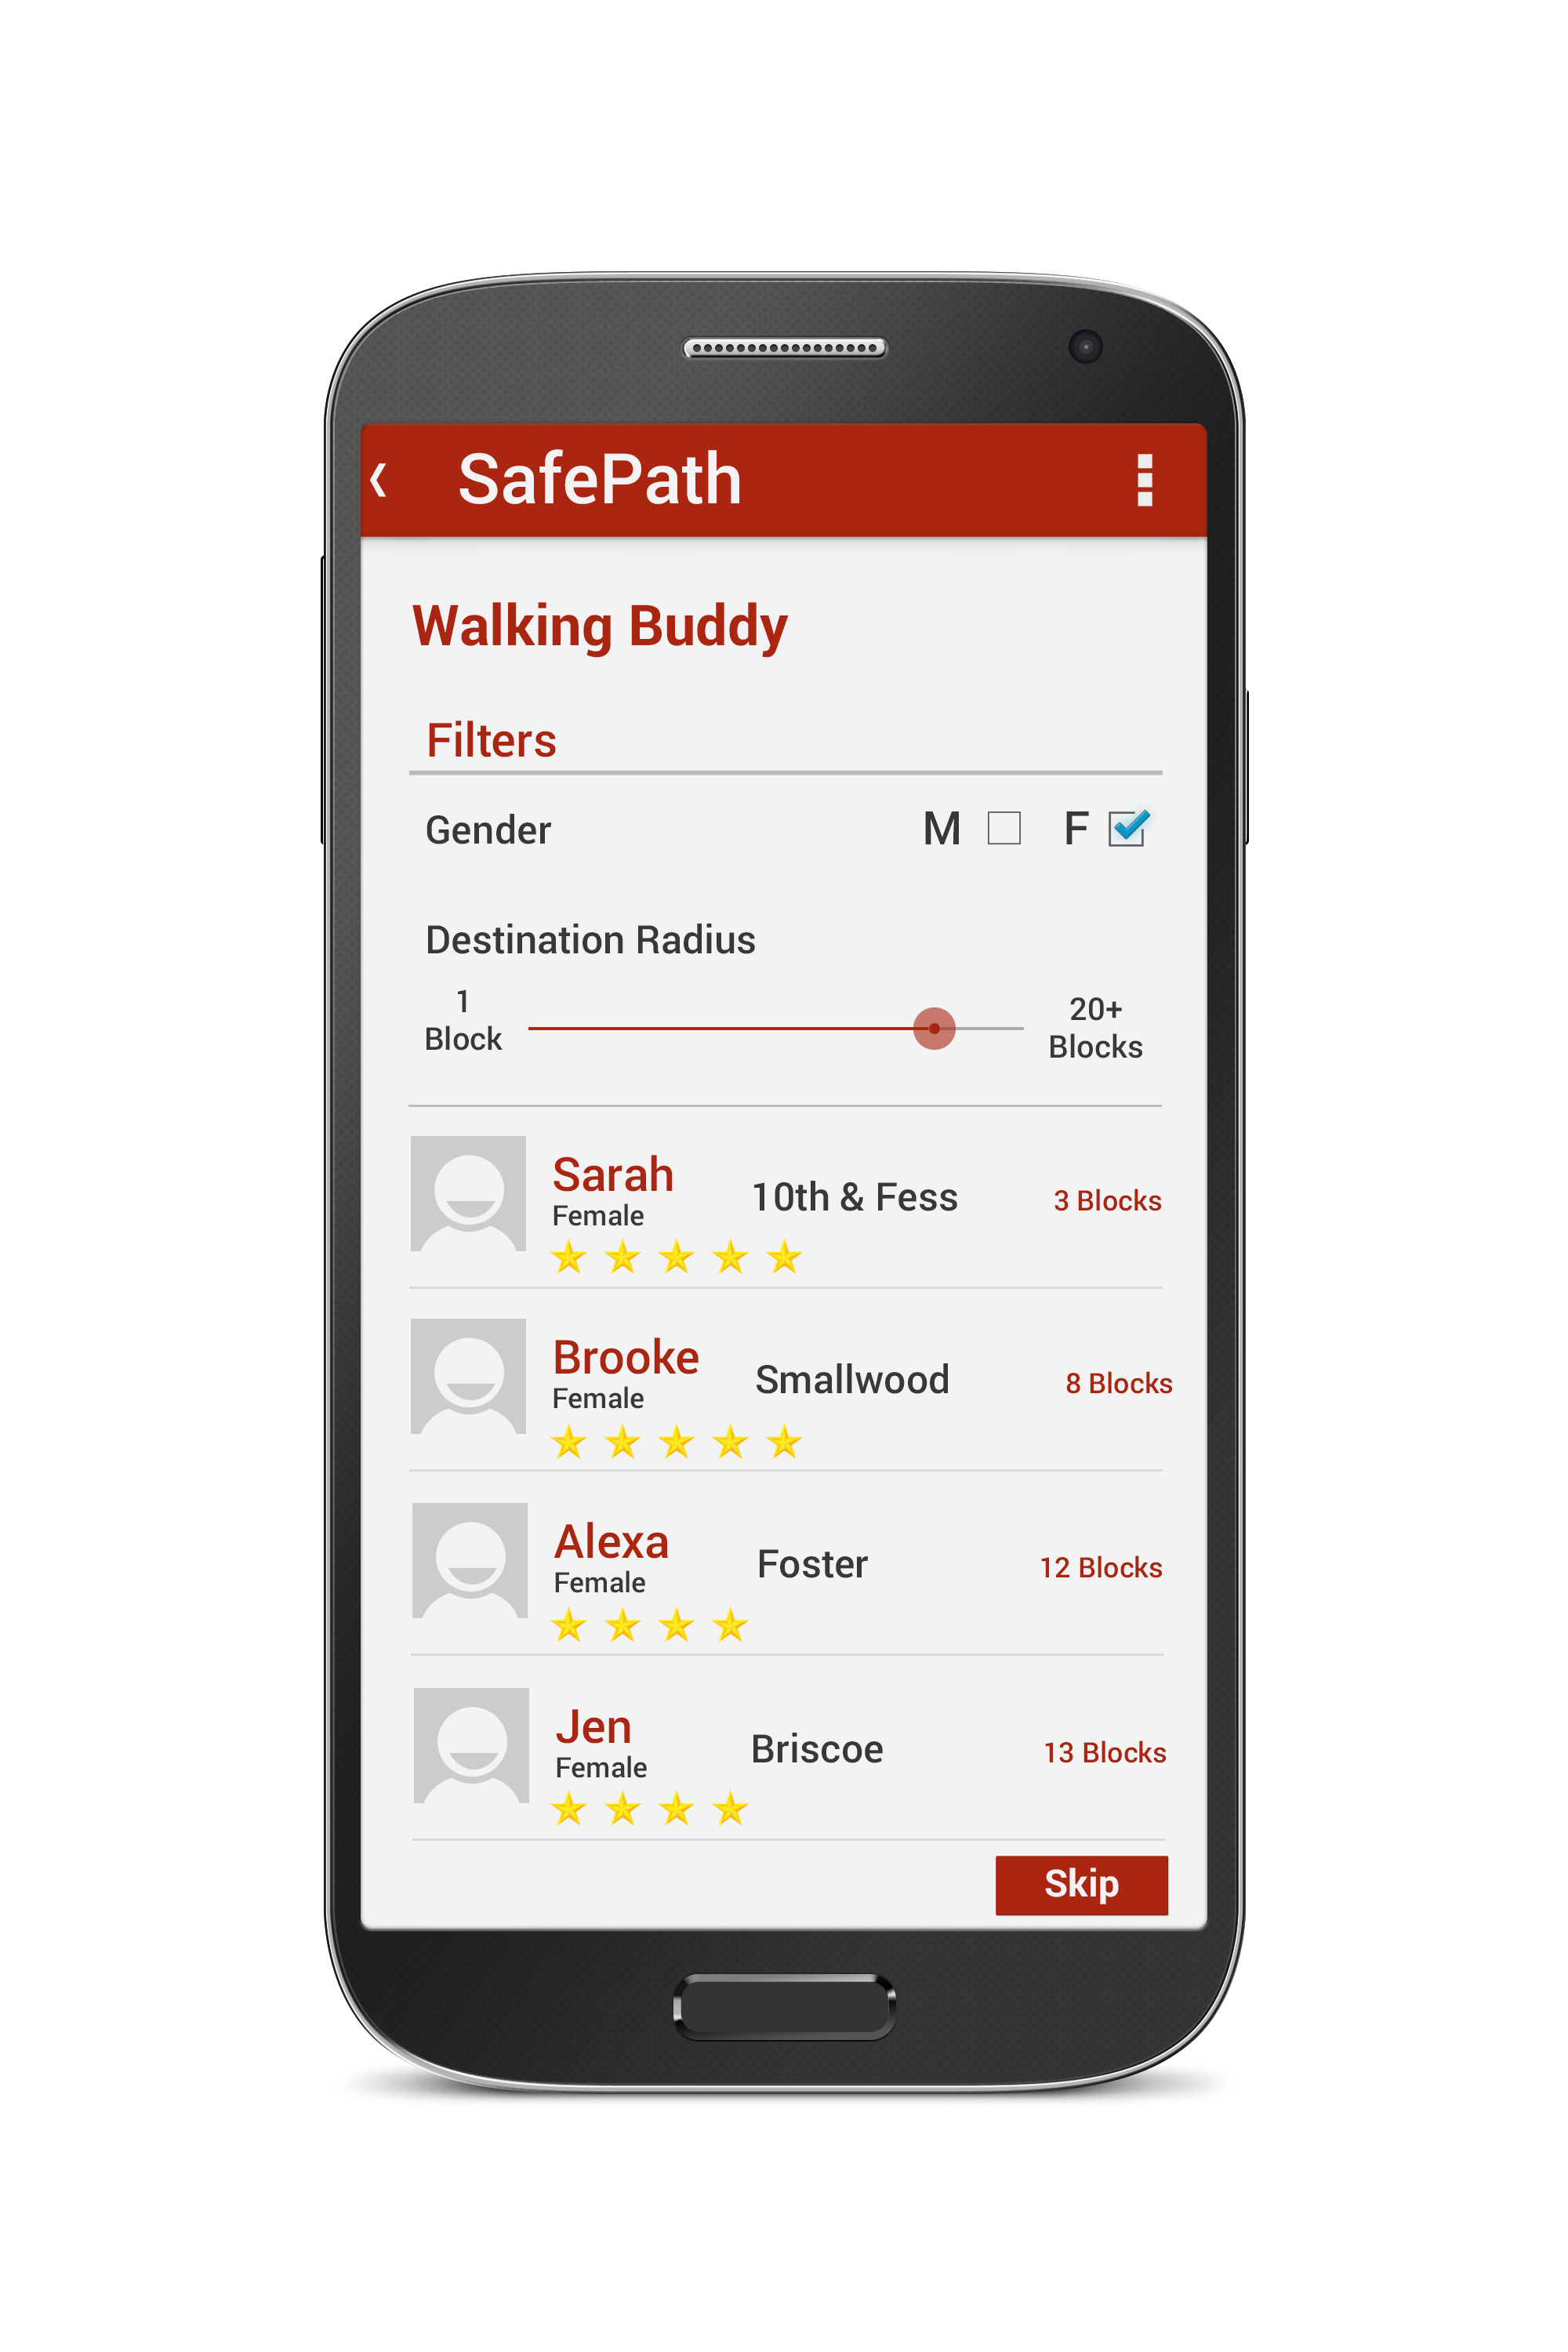 SafePath
Walking Buddy
Filters
Gender M F
Destination Radius
1
Block
20+
Blocks
Sarah
Female
10th & Fess
3 Blocks
Brooke
Female
Smallwood
8 Blocks
Alexa
Female
Foster
12 Blocks
Jen
Female
Briscoe
13 Blocks
Skip